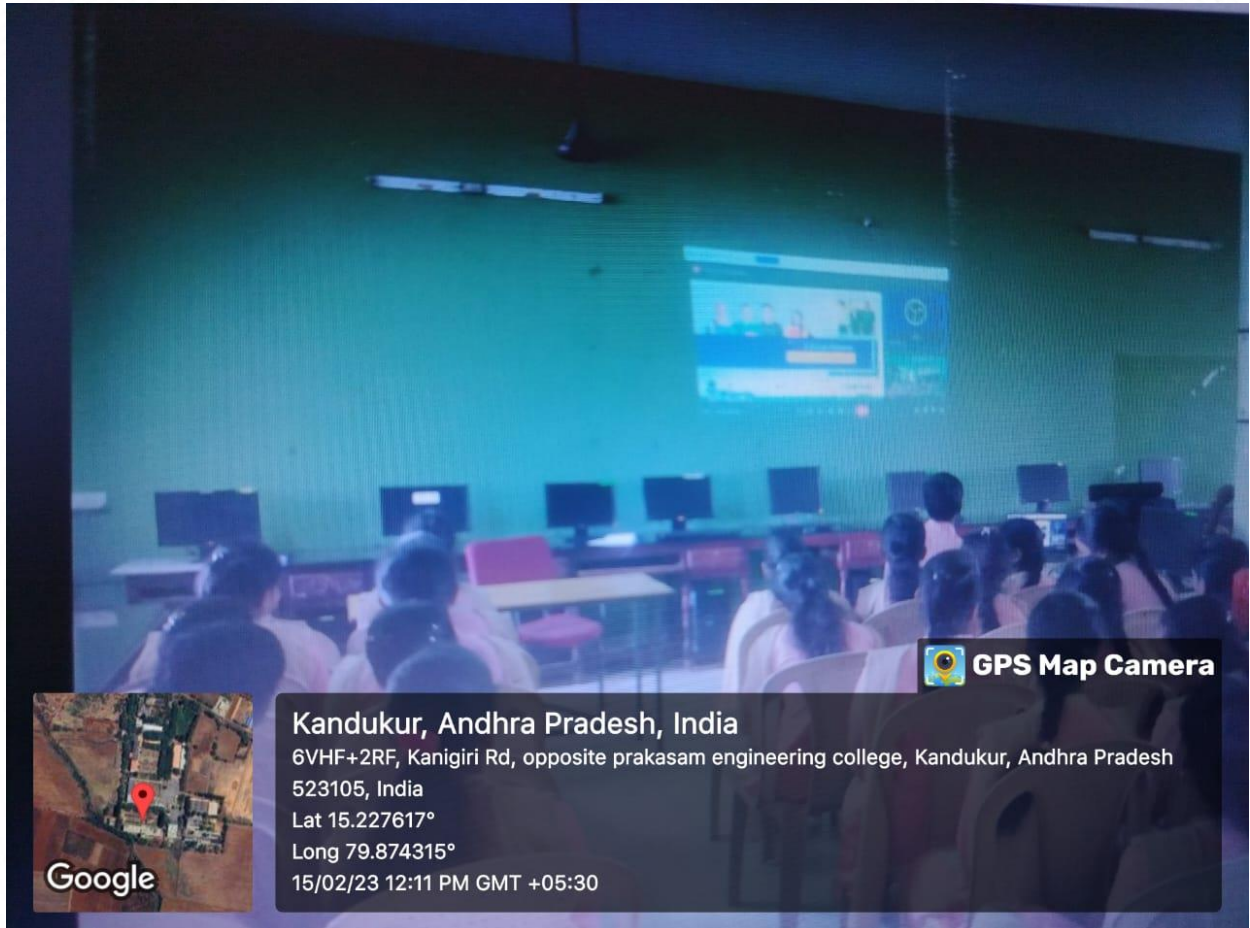 GPS Map Camera
Kandukur, Andhra Pradesh, India
6VHF+2RF, Kanigiri Rd, opposite prakasam engineering college, Kandukur, Andhra Pradesh
523105, India
Lat 15.227617°
Long 79.874315°
15/02/23 12:11 PM GMT +05:30
Google